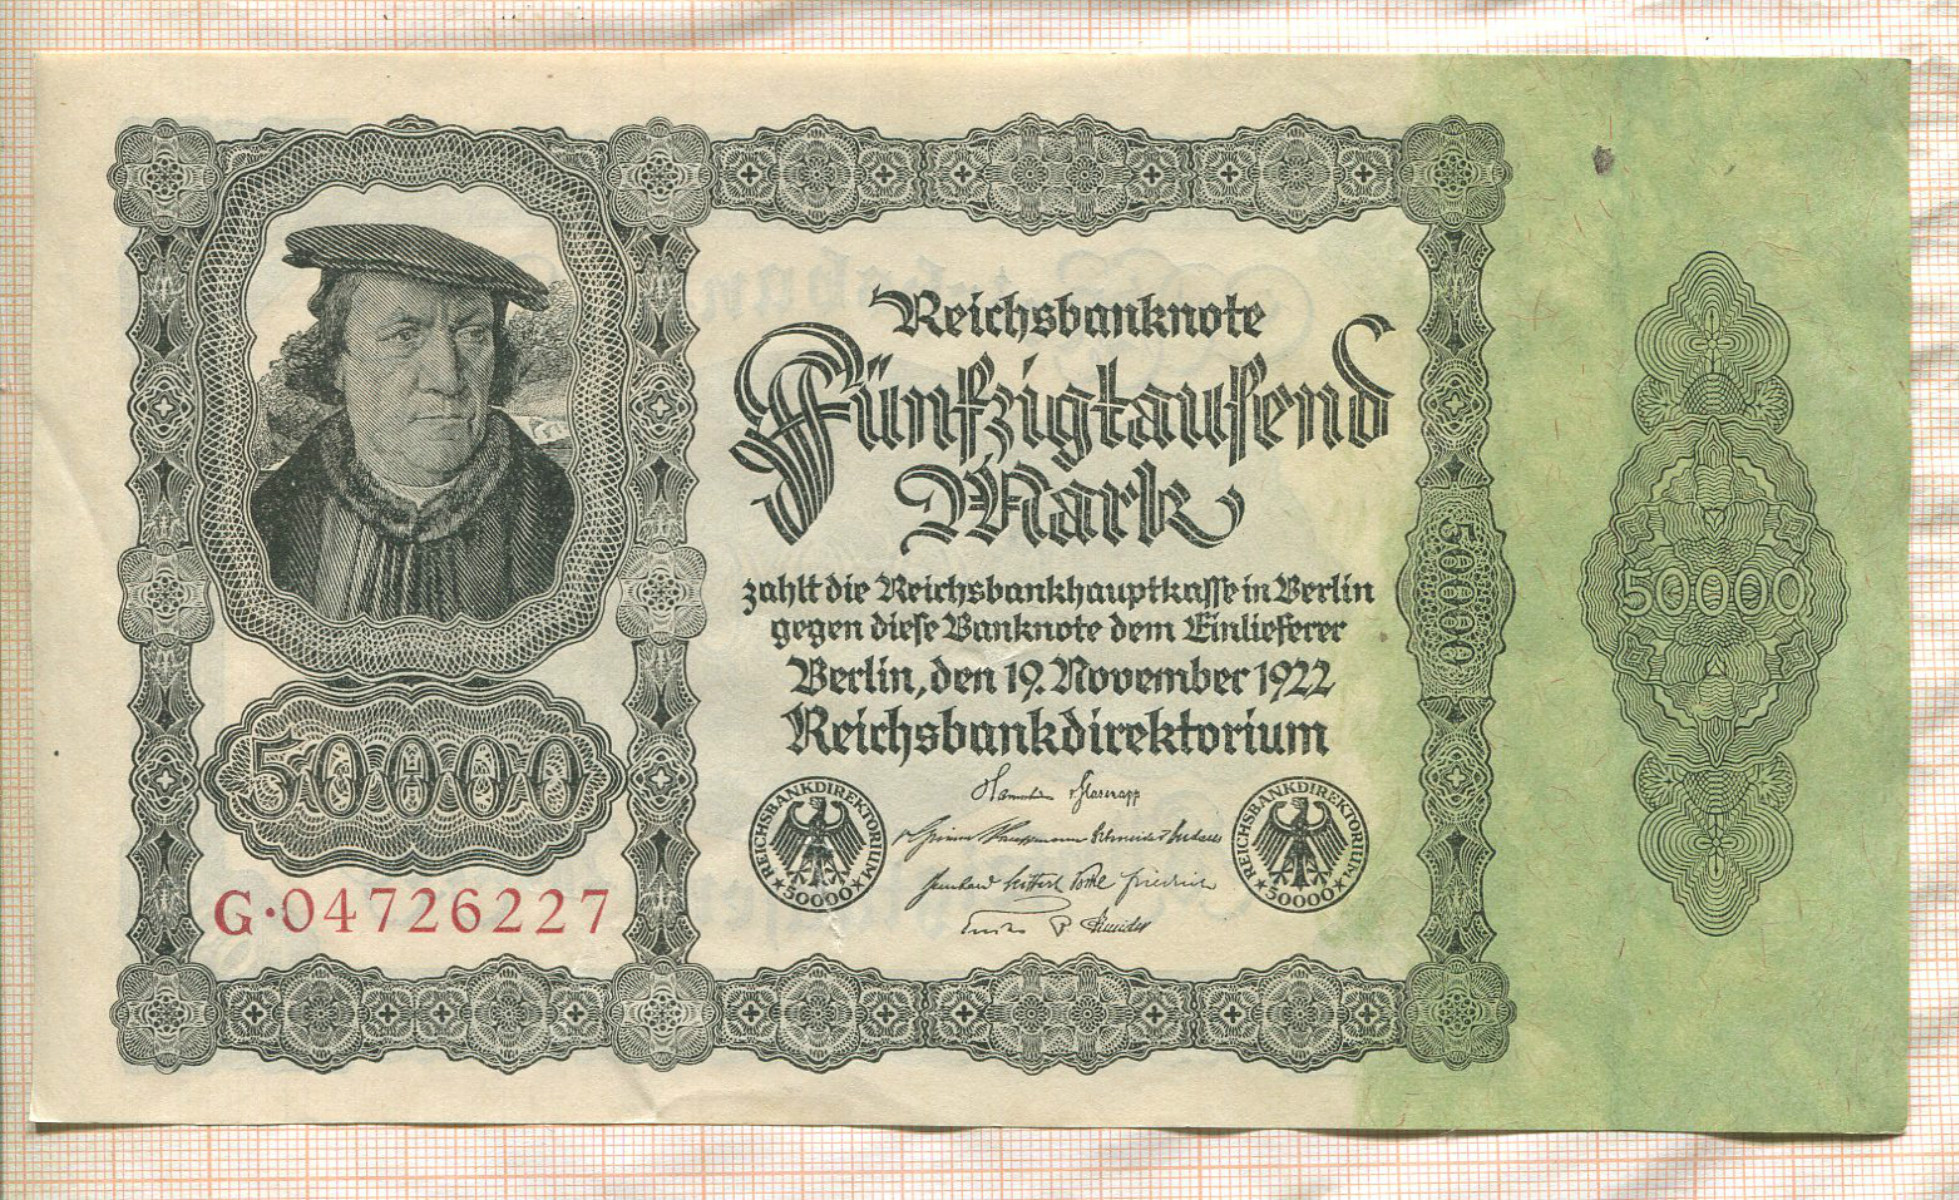 Reichsbanknote
Fünfzigtausend
Mark
zahlt die Reichsbankhauptkasse in Berlin
gegen diese Banknote dem Einlieferer
Berlin, den 19. November 1922
Reichsbankdirektorium
50000
G·04726227
REICHSBANKDIREKTORIUM
50000
REICHSBANKDIREKTORIUM
50000
50000
50000